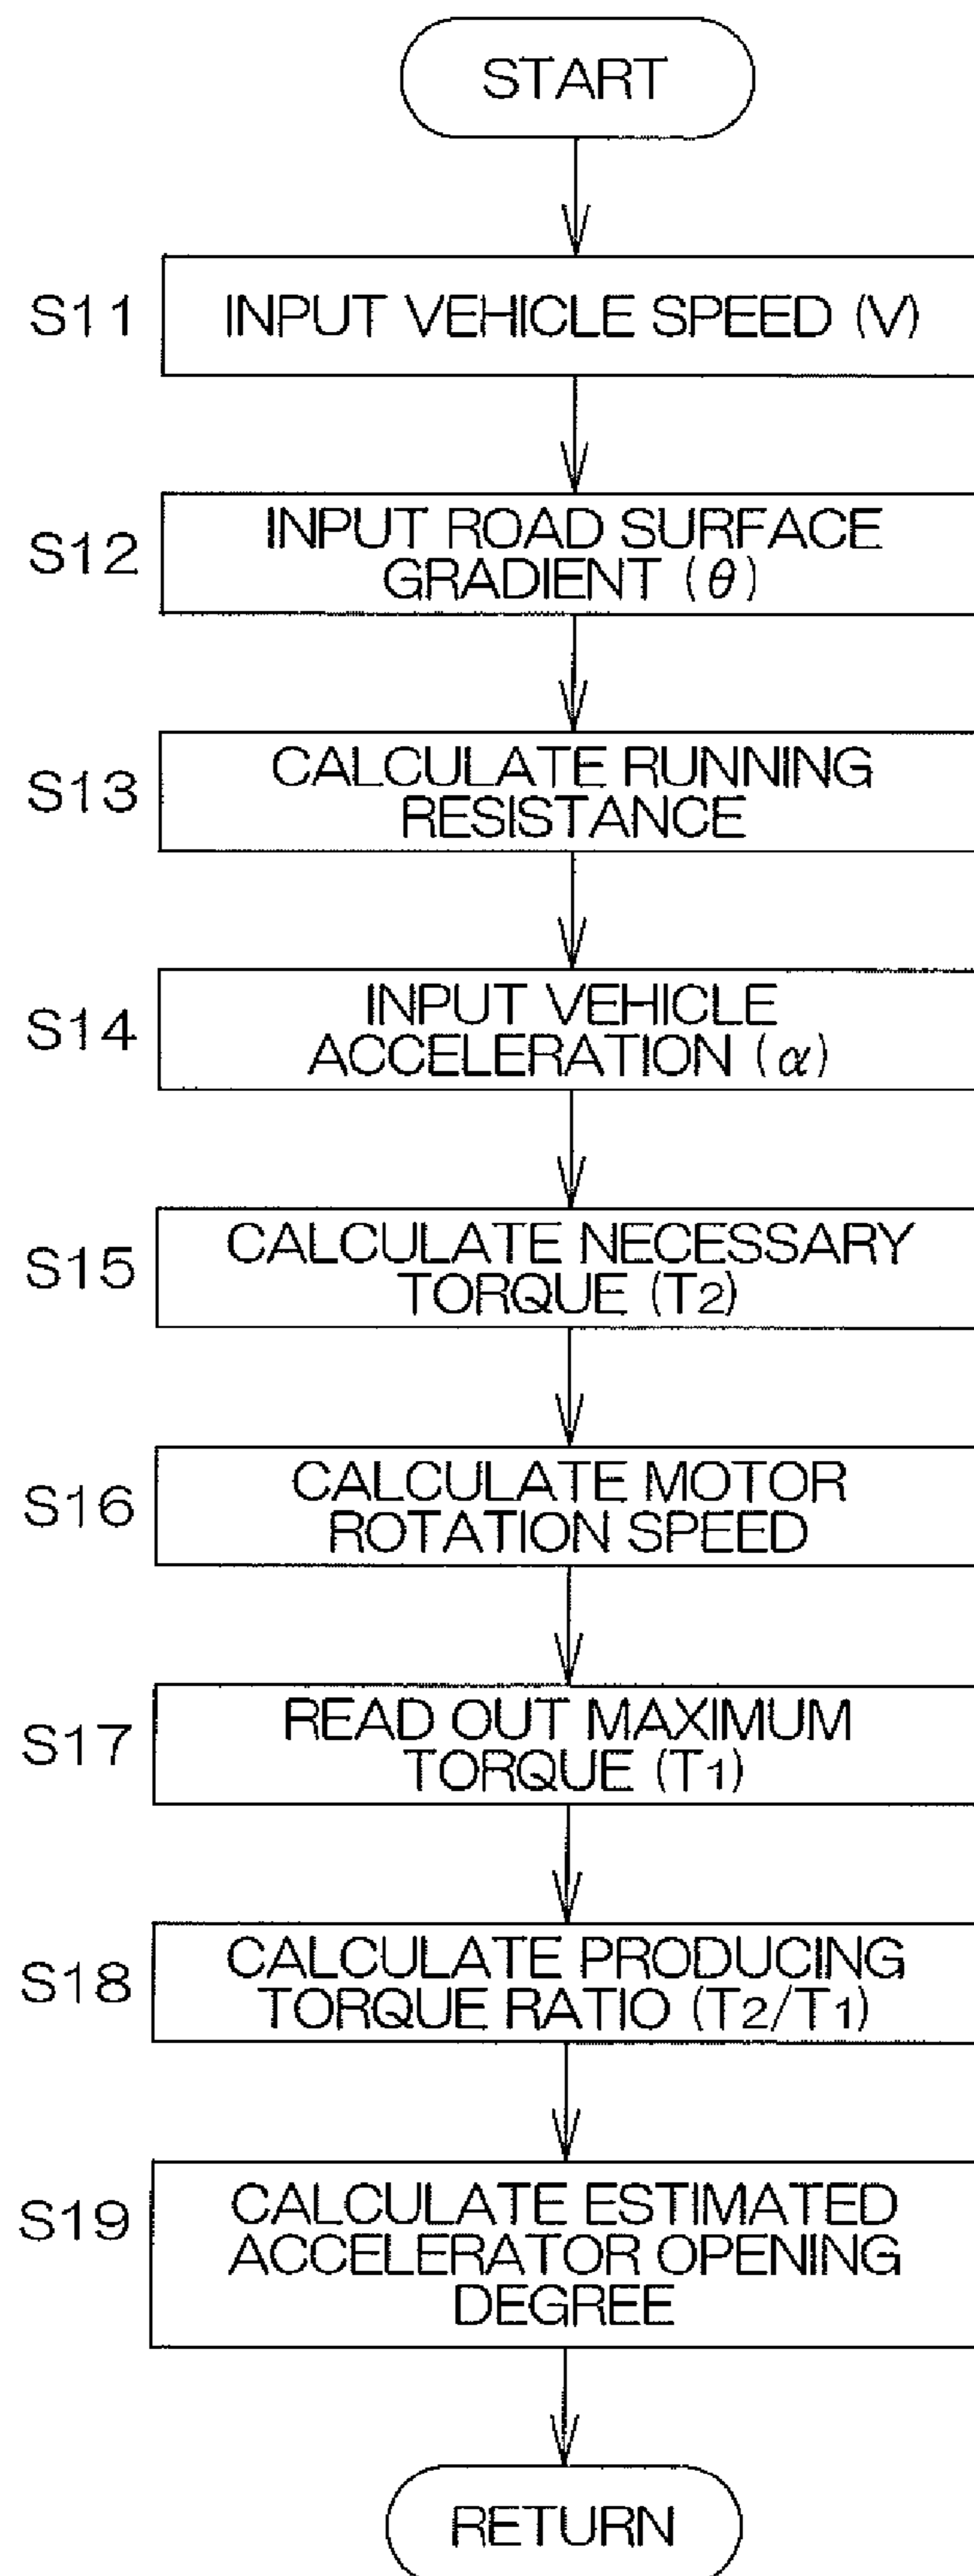 START
S11 INPUT VEHICLE SPEED (V)
S12 INPUT ROAD SURFACE
GRADIENT (θ)
S13 CALCULATE RUNNING
RESISTANCE
S14 INPUT VEHICLE
ACCELERATION (α)
S15 CALCULATE NECESSARY
TORQUE (T2)
S16 CALCULATE MOTOR
ROTATION SPEED
S17 READ OUT MAXIMUM
TORQUE (T1)
S18 CALCULATE PRODUCING
TORQUE RATIO (T2/T1)
S19 CALCULATE ESTIMATED
ACCELERATOR OPENING
DEGREE
RETURN